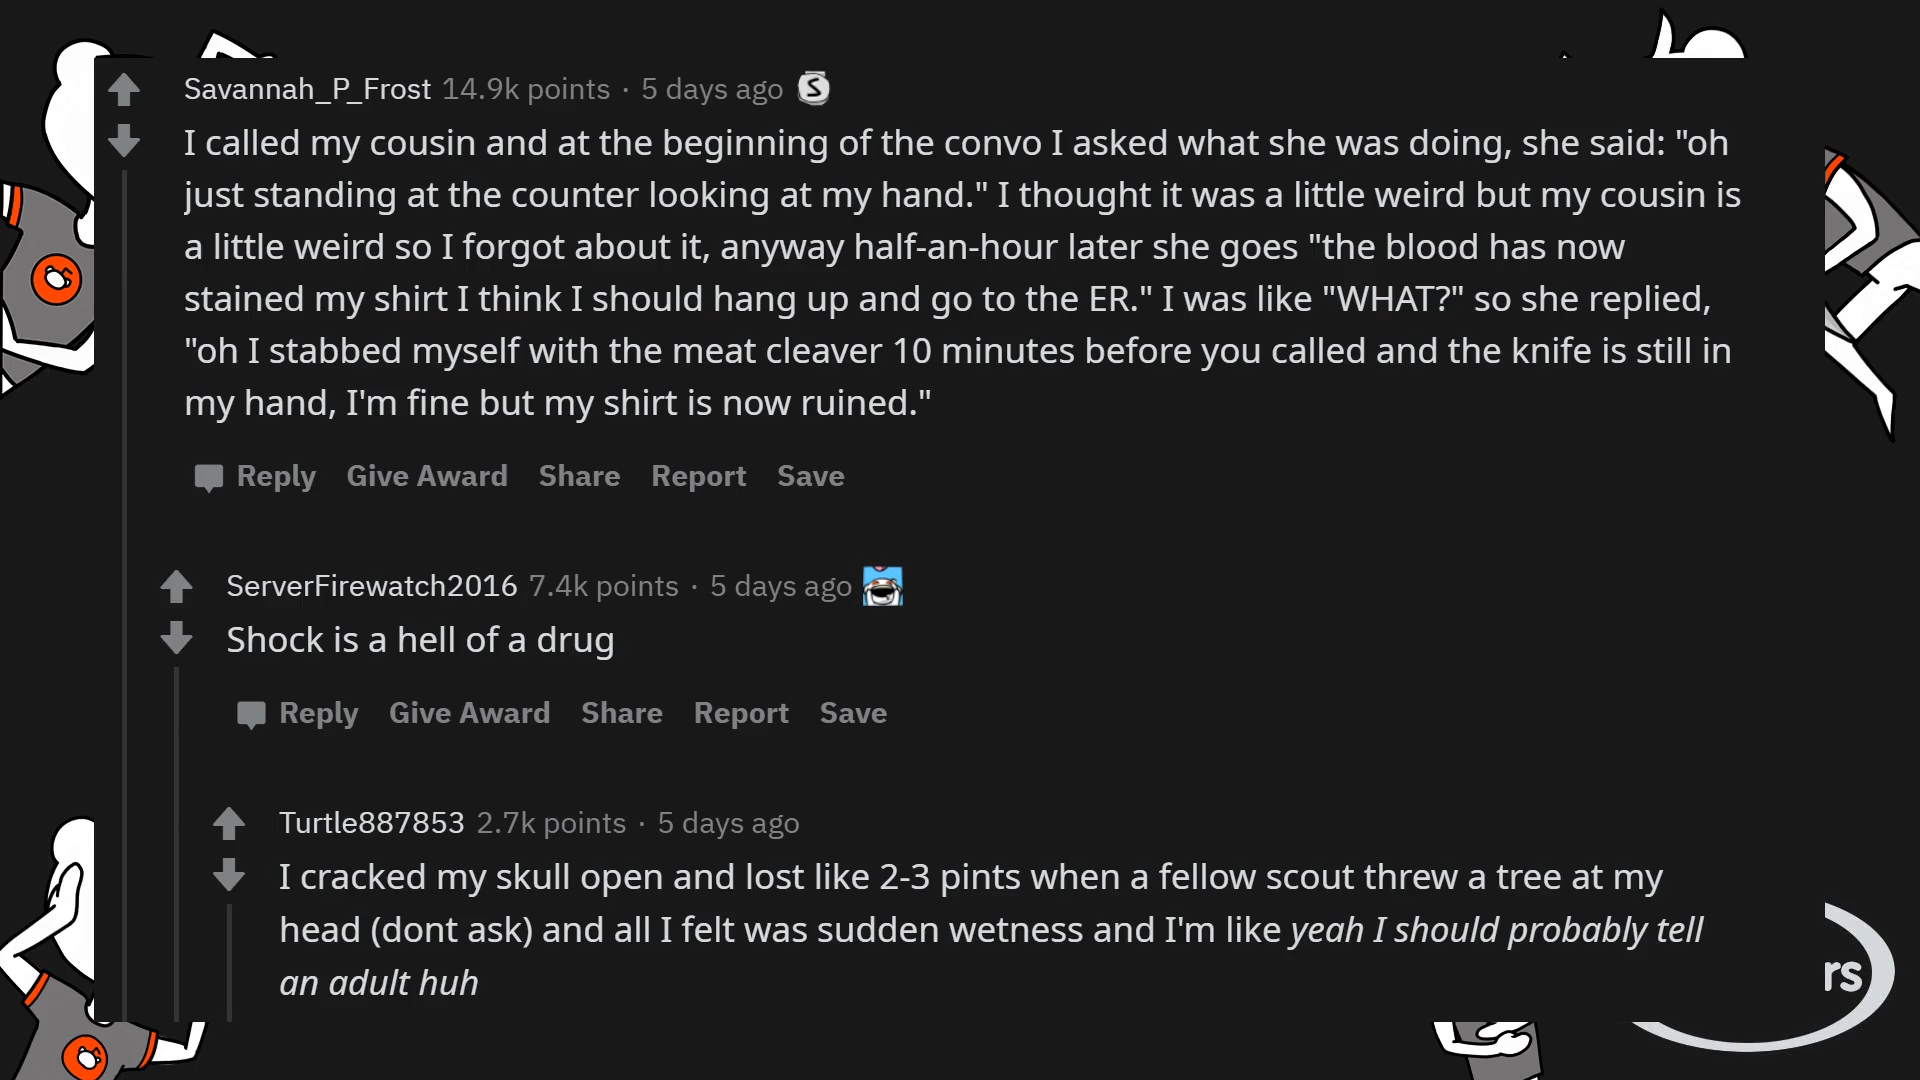 Savannah_P_Frost 14.9k points · 5 days ago
I called my cousin and at the beginning of the convo I asked what she was doing, she said: "oh
just standing at the counter looking at my hand." I thought it was a little weird but my cousin is
a little weird so I forgot about it, anyway half-an-hour later she goes "the blood has now
stained my shirt I think I should hang up and go to the ER." I was like "WHAT?" so she replied,
"oh I stabbed myself with the meat cleaver 10 minutes before you called and the knife is still in
my hand, I'm fine but my shirt is now ruined."
Reply Give Award Share Report Save
ServerFirewatch2016 7.4k points · 5 days ago
Shock is a hell of a drug
Reply Give Award Share Report Save
Turtle887853 2.7k points · 5 days ago
I cracked my skull open and lost like 2-3 pints when a fellow scout threw a tree at my
head (dont ask) and all I felt was sudden wetness and I'm like yeah I should probably tell
an adult huh
rs